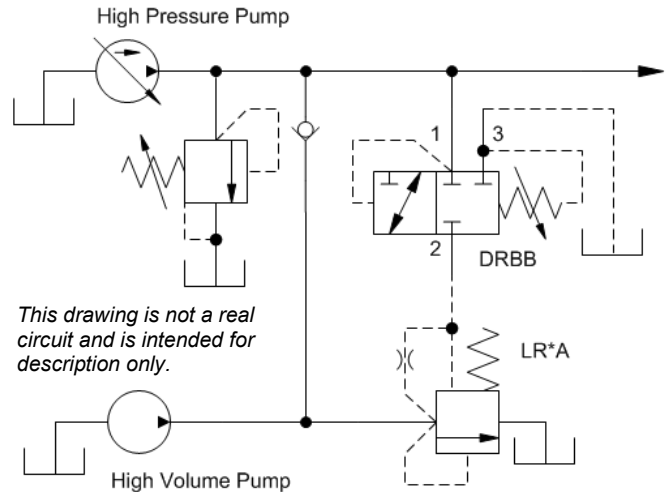 High Pressure Pump
1
3
2
DRBB
This drawing is not a real
circuit and is intended for
description only.
LR*A
High Volume Pump